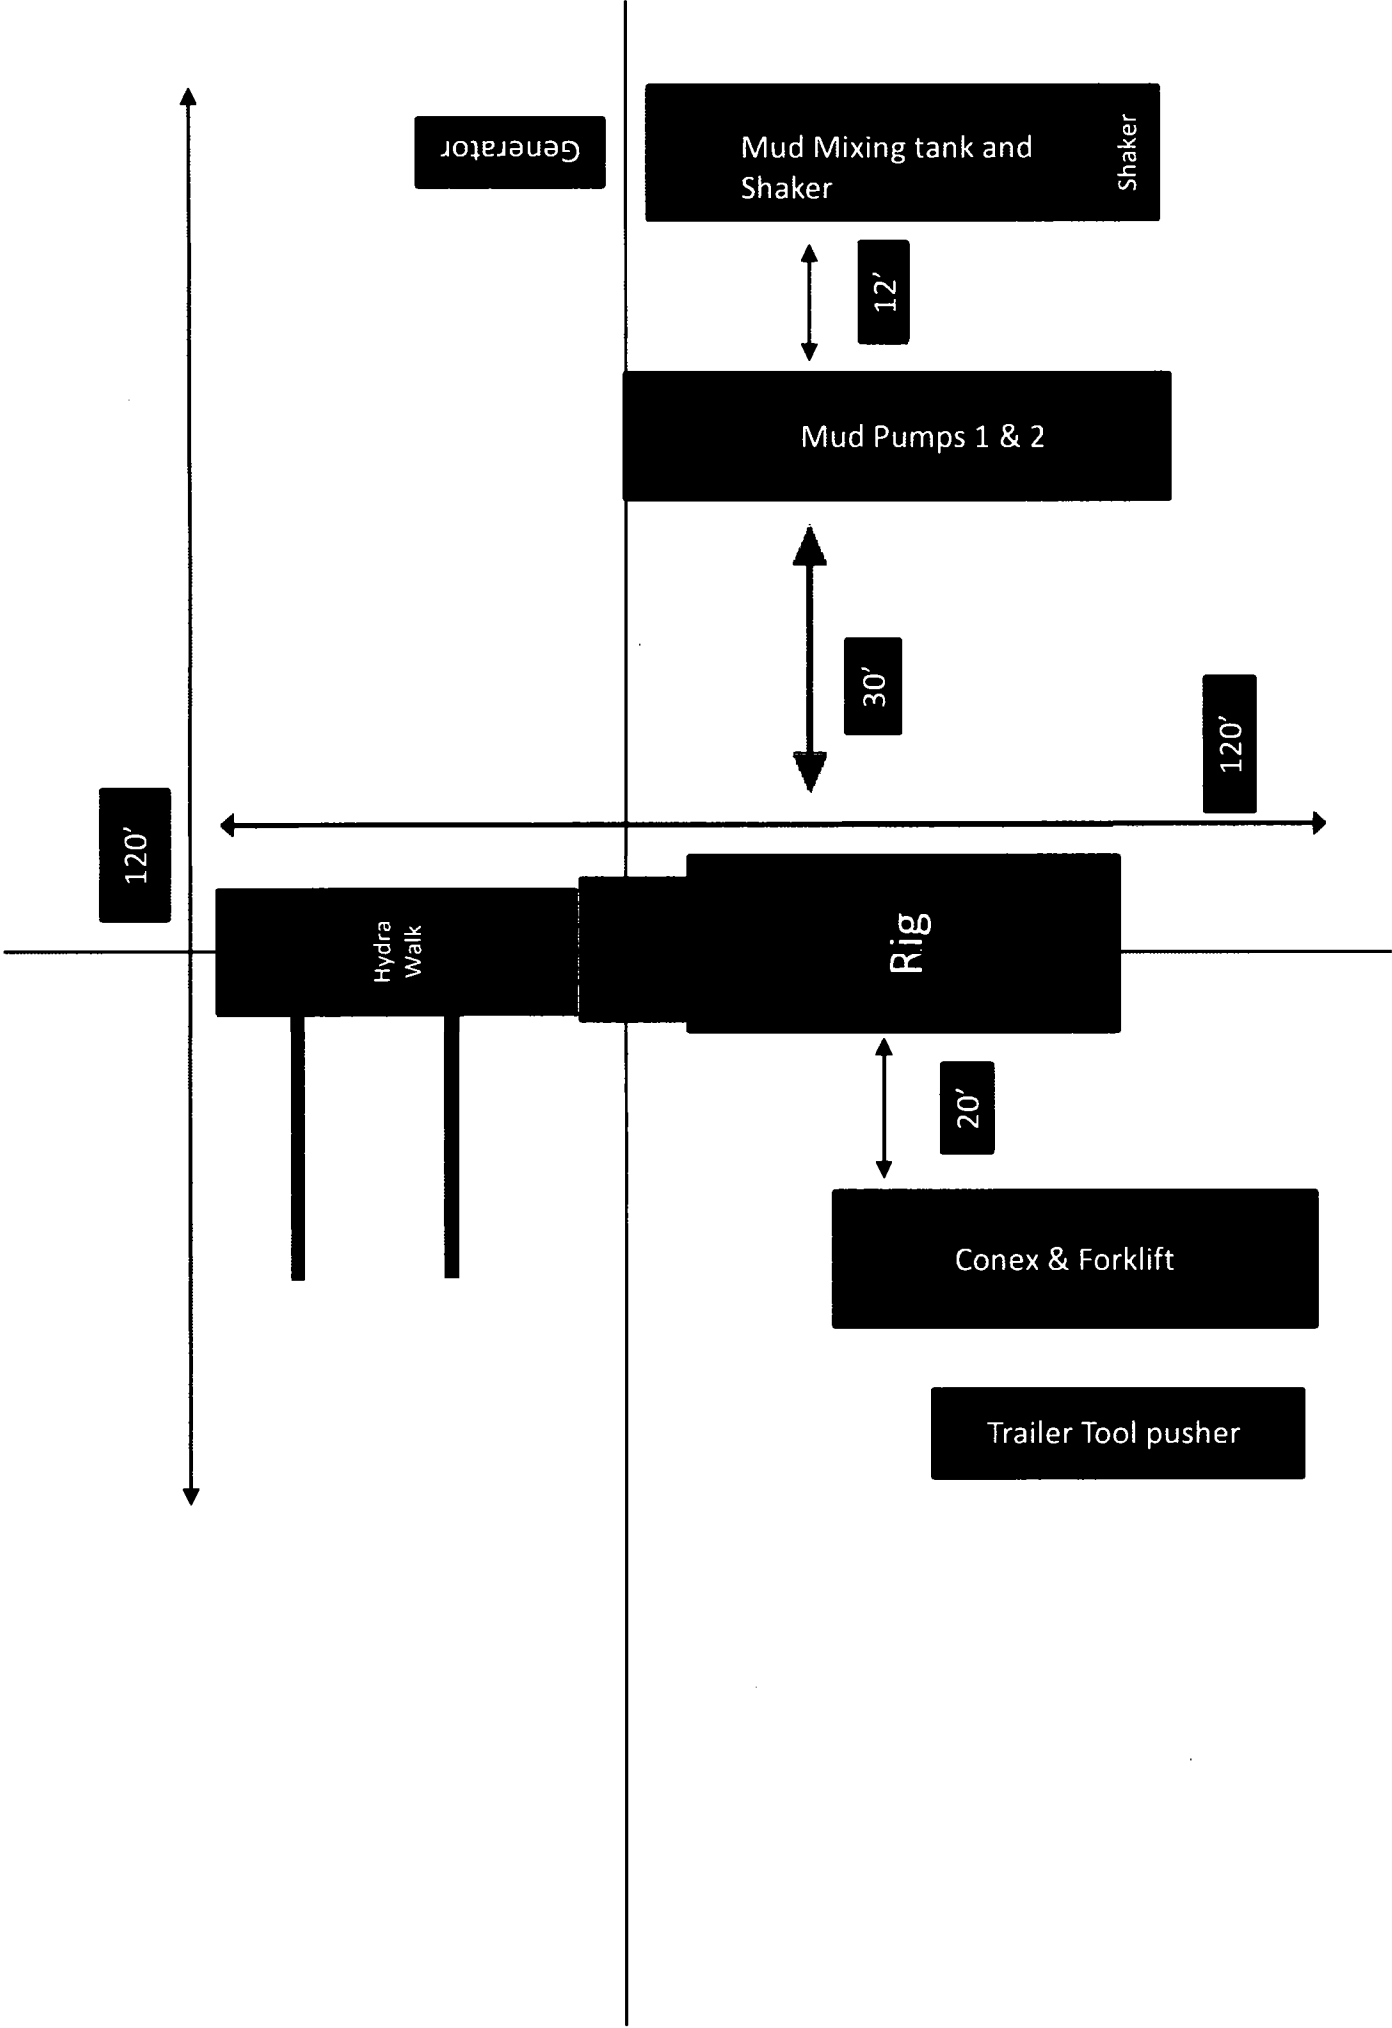 Generator
Mud Mixing tank and
Shaker
Shaker
12'
Mud Pumps 1 & 2
30'
120'
120'
Hydra
Walk
Rig
20'
Conex & Forklift
Trailer Tool pusher